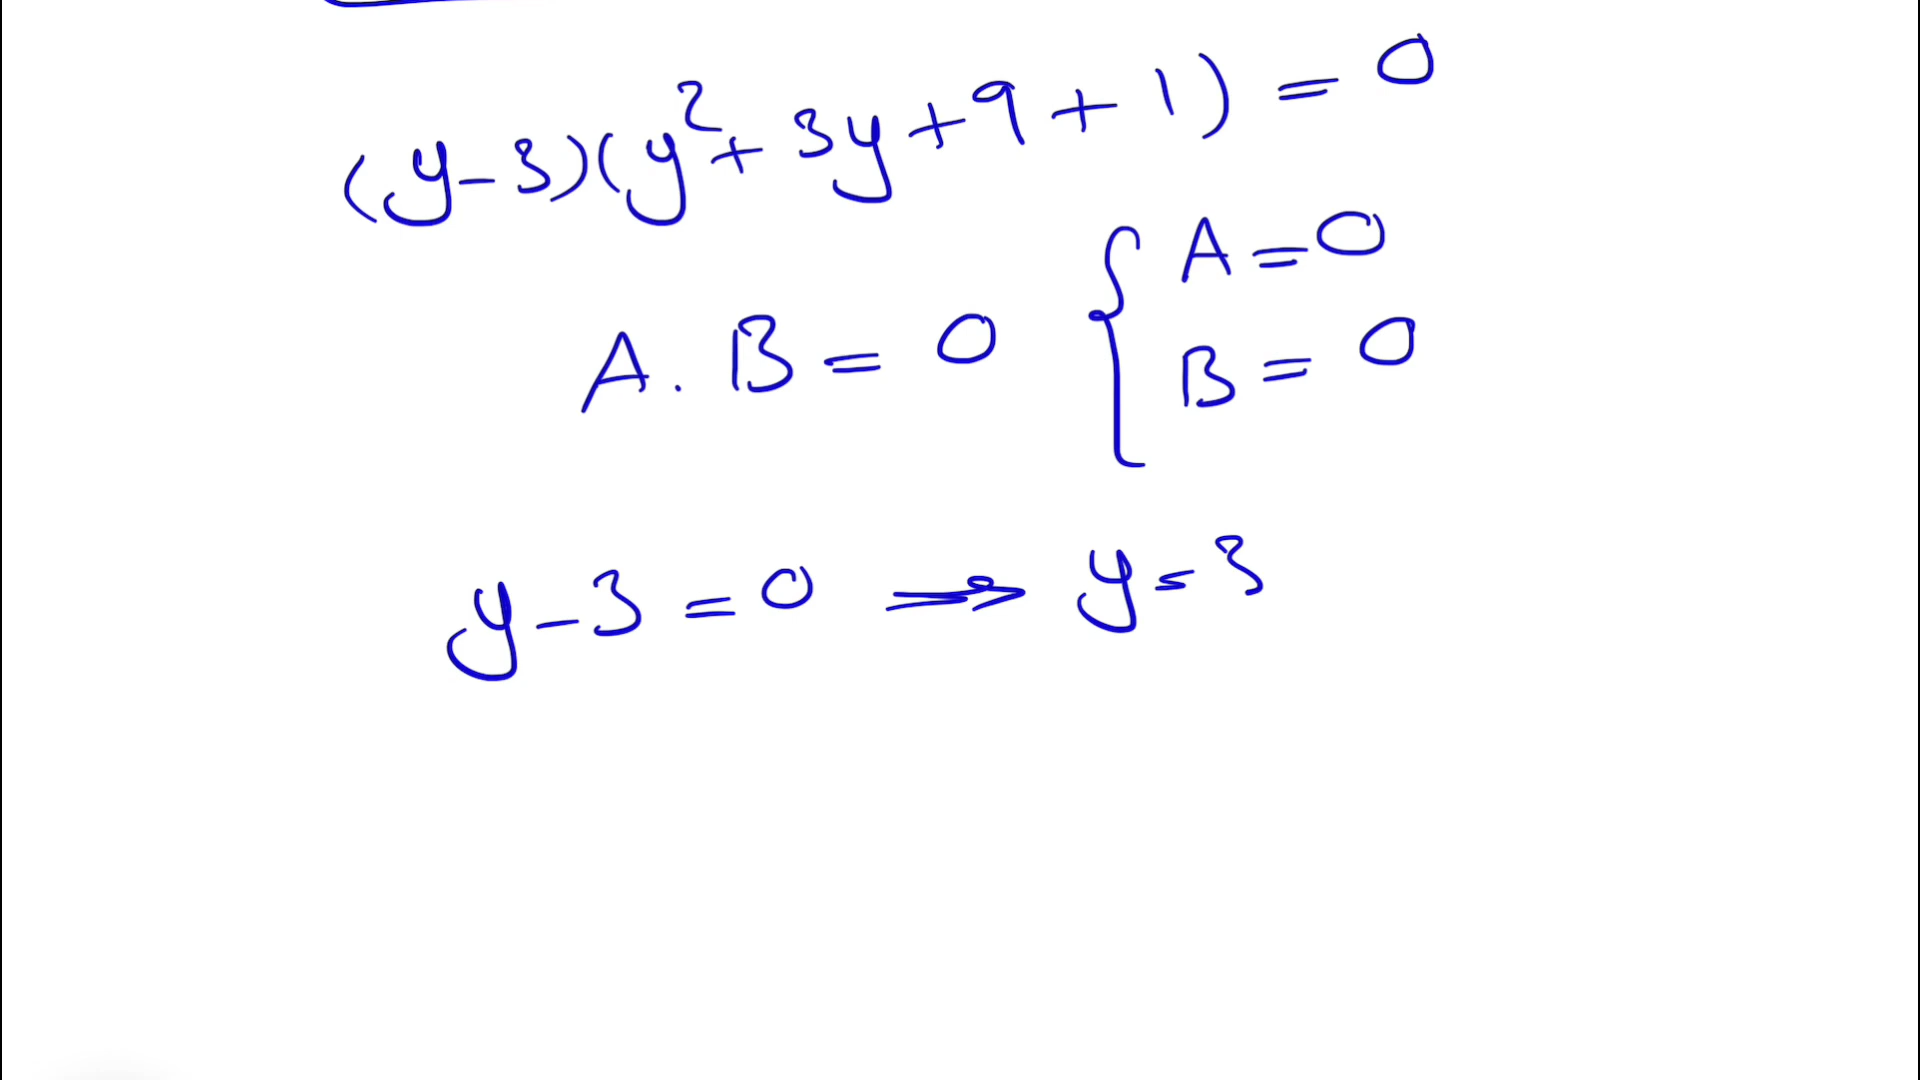 (y-3)(y²+3y+9+1)=0
A.B=0 { A=0
B=0
y-3=0 ⟹ y=3